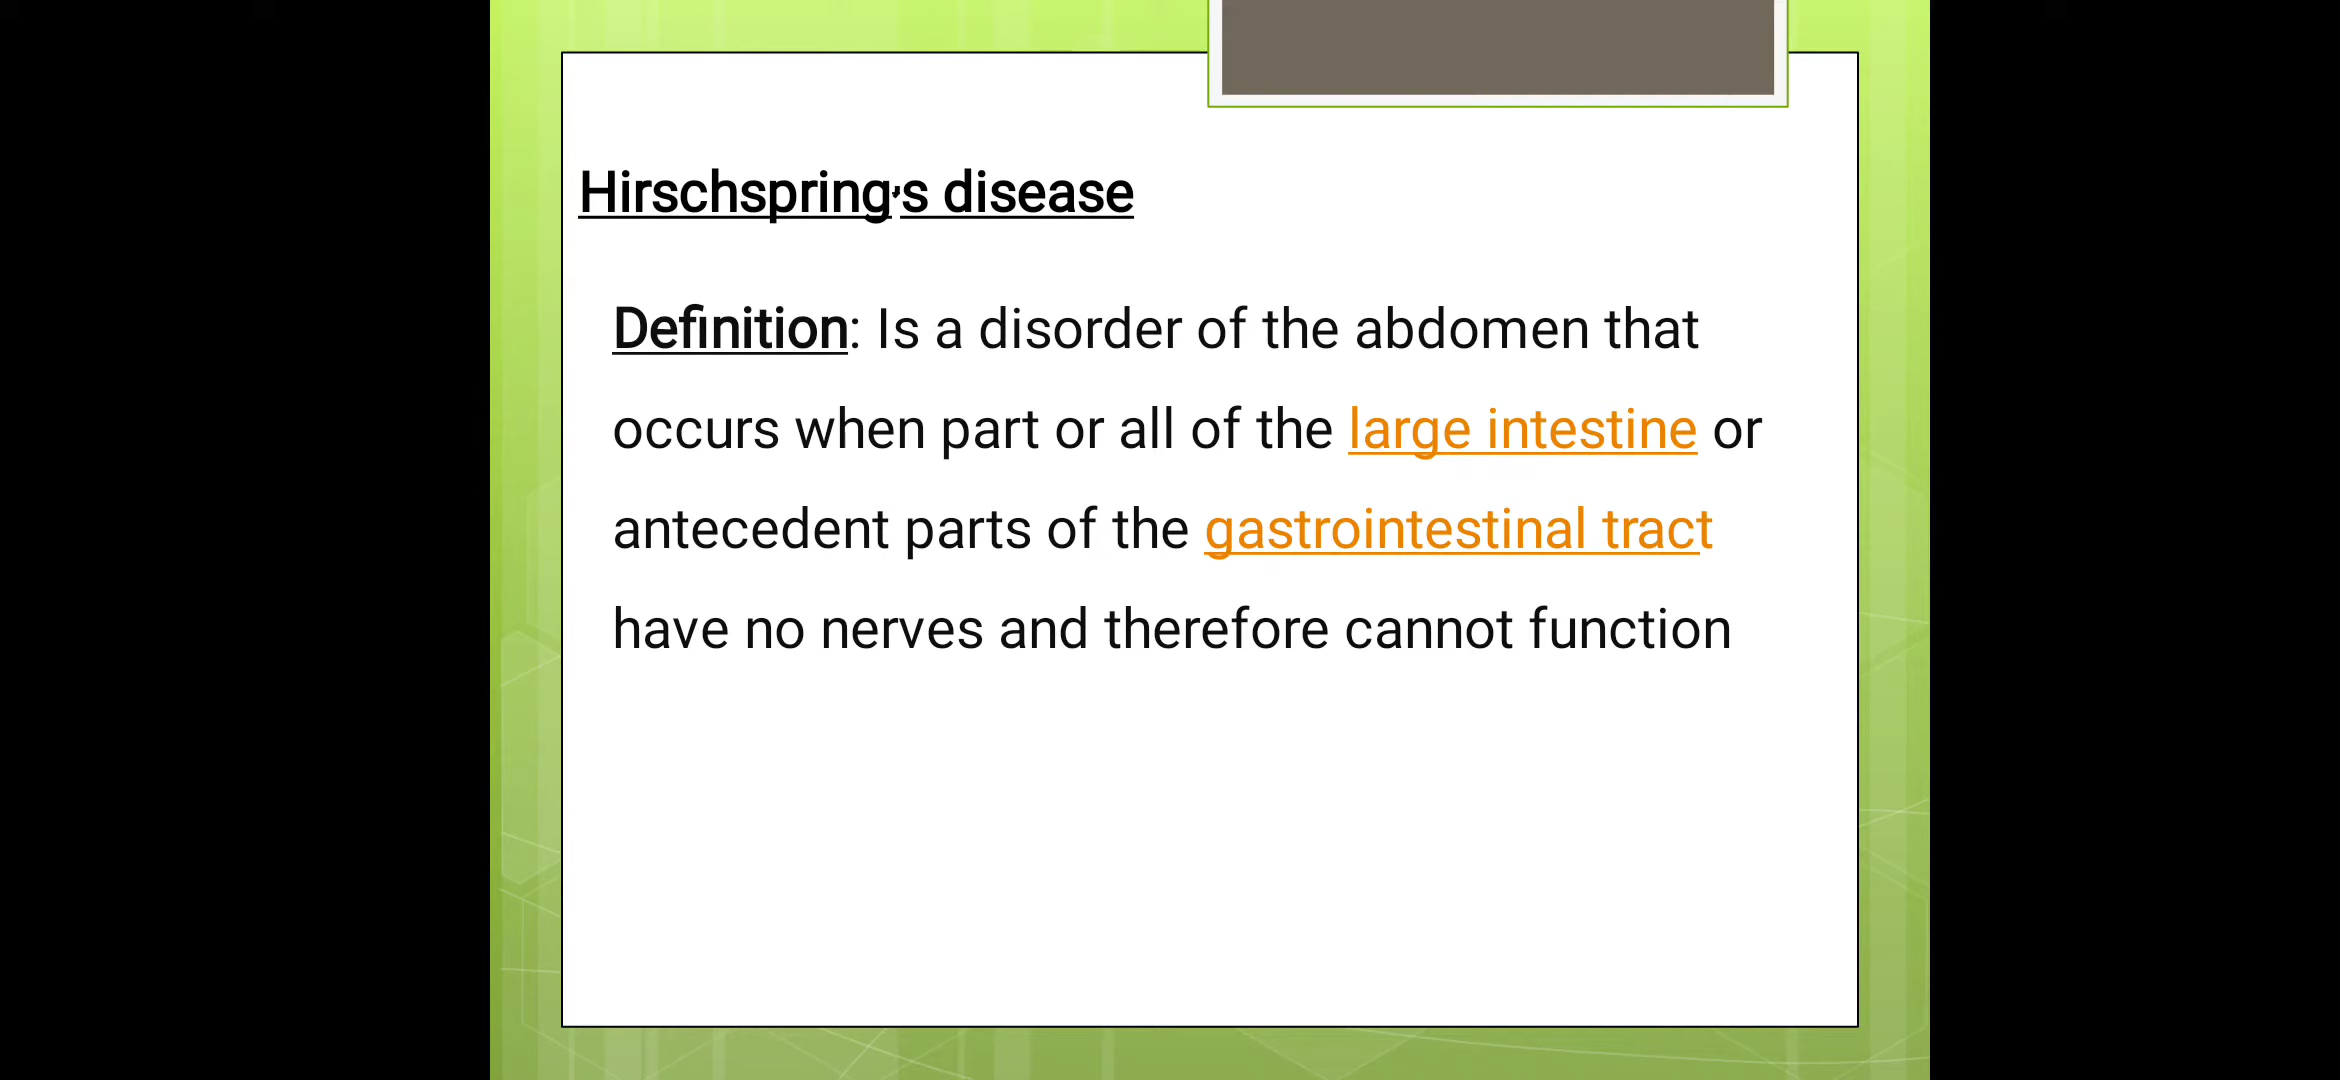 Hirschspring's disease
Definition: Is a disorder of the abdomen that
occurs when part or all of the large intestine or
antecedent parts of the gastrointestinal tract
have no nerves and therefore cannot function